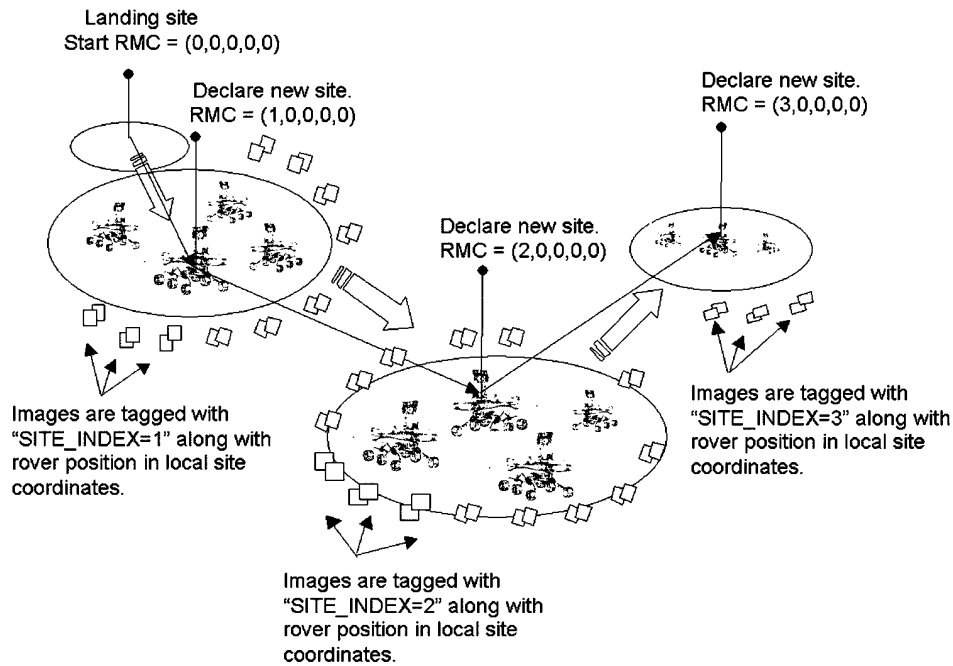 Landing site
Start RMC = (0,0,0,0,0)
Declare new site.
RMC = (1,0,0,0,0)
Declare new site.
RMC = (3,0,0,0,0)
Declare new site.
RMC = (2,0,0,0,0)
Images are tagged with
“SITE_INDEX=1” along with
rover position in local site
coordinates.
Images are tagged with
“SITE_INDEX=3” along with
rover position in local site
coordinates.
Images are tagged with
“SITE_INDEX=2” along with
rover position in local site
coordinates.